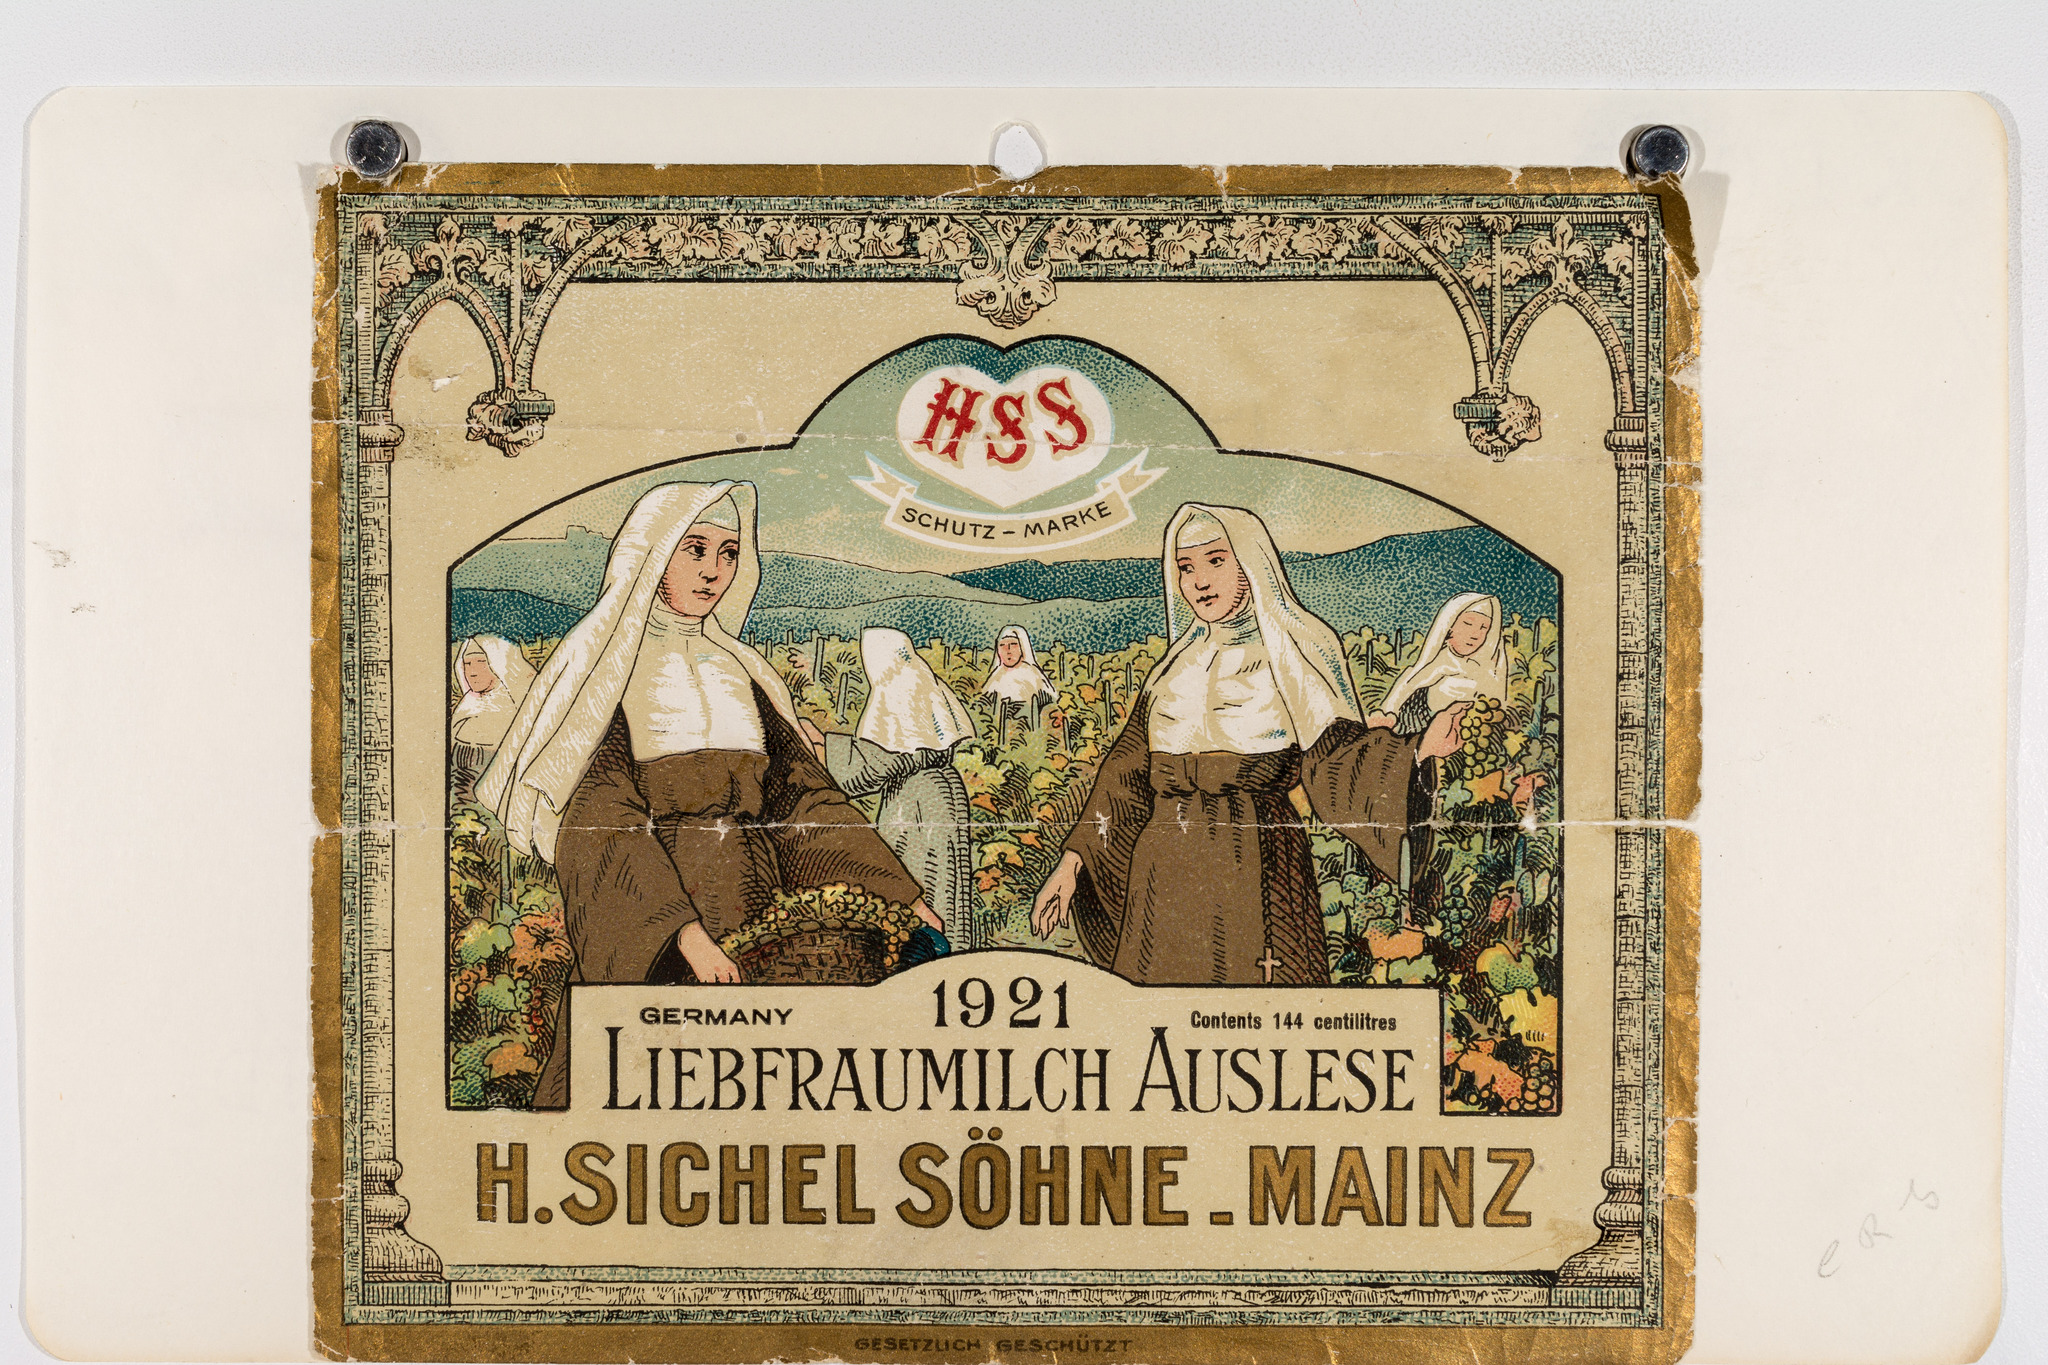 HSS
SCHUTZ - MARKE
1921
GERMANY
Contents 144 centilitres
LIEBFRAUMILCH AUSLESE
H. SICHEL SÖHNE - MAINZ
GESETZLICH GESCHÜTZT